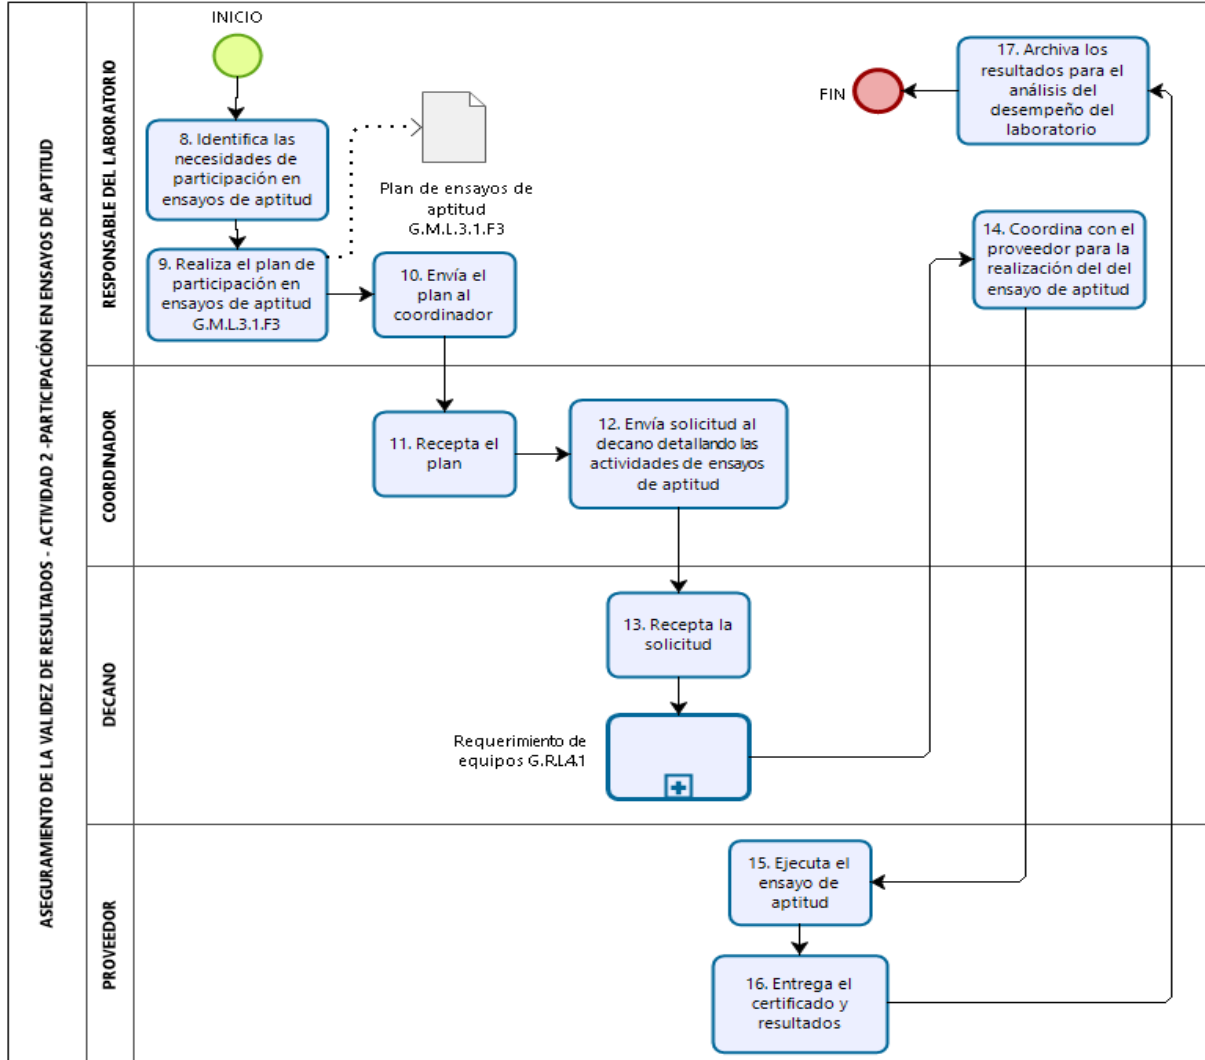 ASEGURAMIENTO DE LA VALIDEZ DE RESULTADOS - ACTIVIDAD 2 -PARTICIPACIÓN EN ENSAYOS DE APTITUD
RESPONSABLE DEL LABORATORIO
INICIO
8. Identifica las
necesidades de
participación en
ensayos de aptitud
9. Realiza el plan de
participación en
ensayos de aptitud
G.M.L.3.1.F3
Plan de ensayos de
aptitud
G.M.L.3.1.F3
10. Envía el
plan al
coordinador
FIN
17. Archiva los
resultados para el
análisis del
desempeño del
laboratorio
14. Coordina con el
proveedor para la
realización del del
ensayo de aptitud
COORDINADOR
11. Recepta el
plan
12. Envía solicitud al
decano detallando las
actividades de ensayos
de aptitud
DECANO
13. Recepta la
solicitud
Requerimiento de
equipos G.R.L.4.1
PROVEEDOR
15. Ejecuta el
ensayo de
aptitud
16. Entrega el
certificado y
resultados